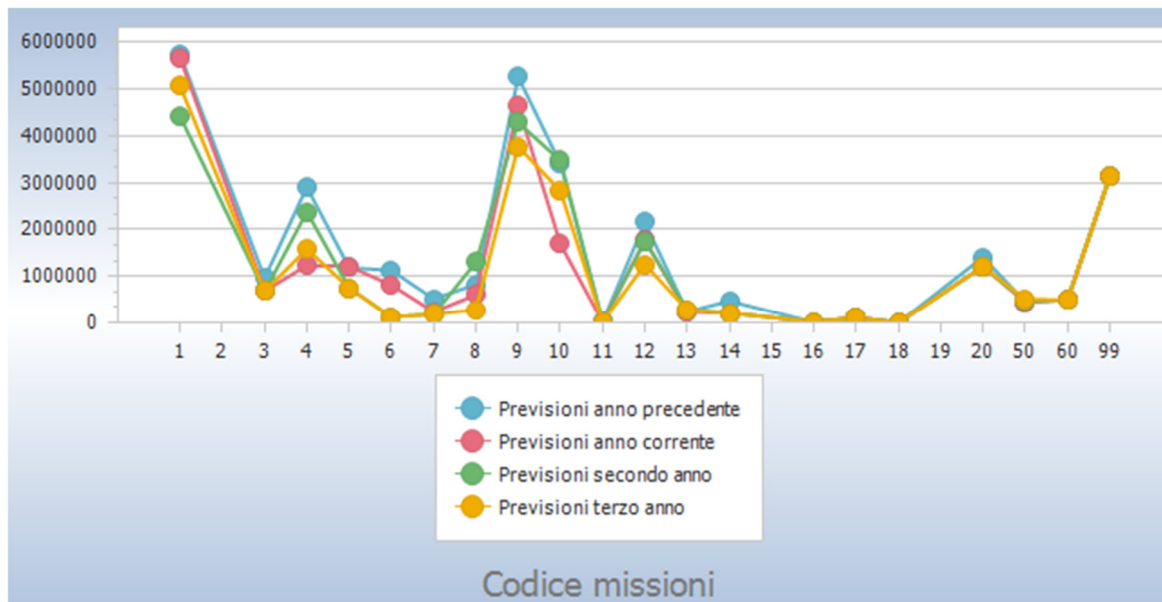 6000000
5000000
4000000
3000000
2000000
1000000
0
1 2 3 4 5 6 7 8 9 10 11 12 13 14 15 16 17 18 19 20 50 60 99
Previsioni anno precedente
Previsioni anno corrente
Previsioni secondo anno
Previsioni terzo anno
Codice missioni